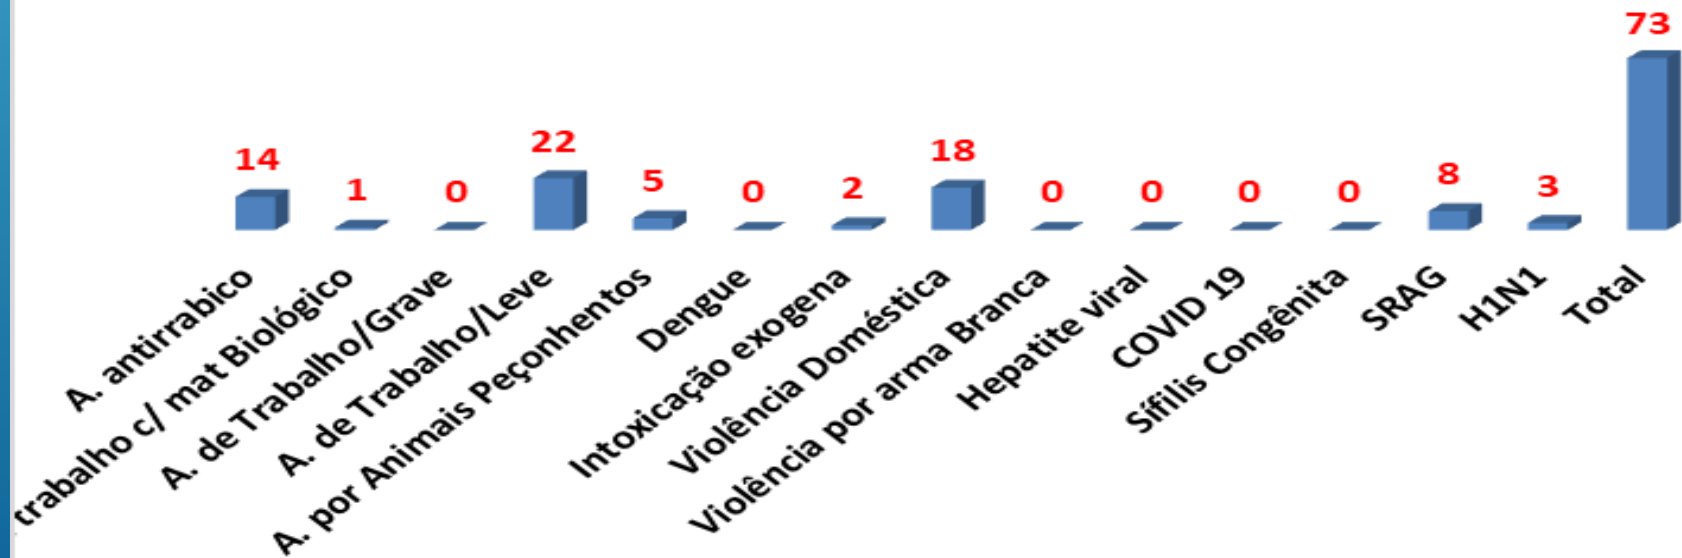 73
22
18
14
8
5
3
2
1
0
0
0
0
0
0
A. antirrabico
trabalho c/ mat Biológico
A. de Trabalho/Grave
A. de Trabalho/Leve
A. por Animais Peçonhentos
Dengue
Intoxicação exogena
Violência Doméstica
Violência por arma Branca
Hepatite viral
COVID 19
Sífilis Congênita
SRAG
H1N1
Total